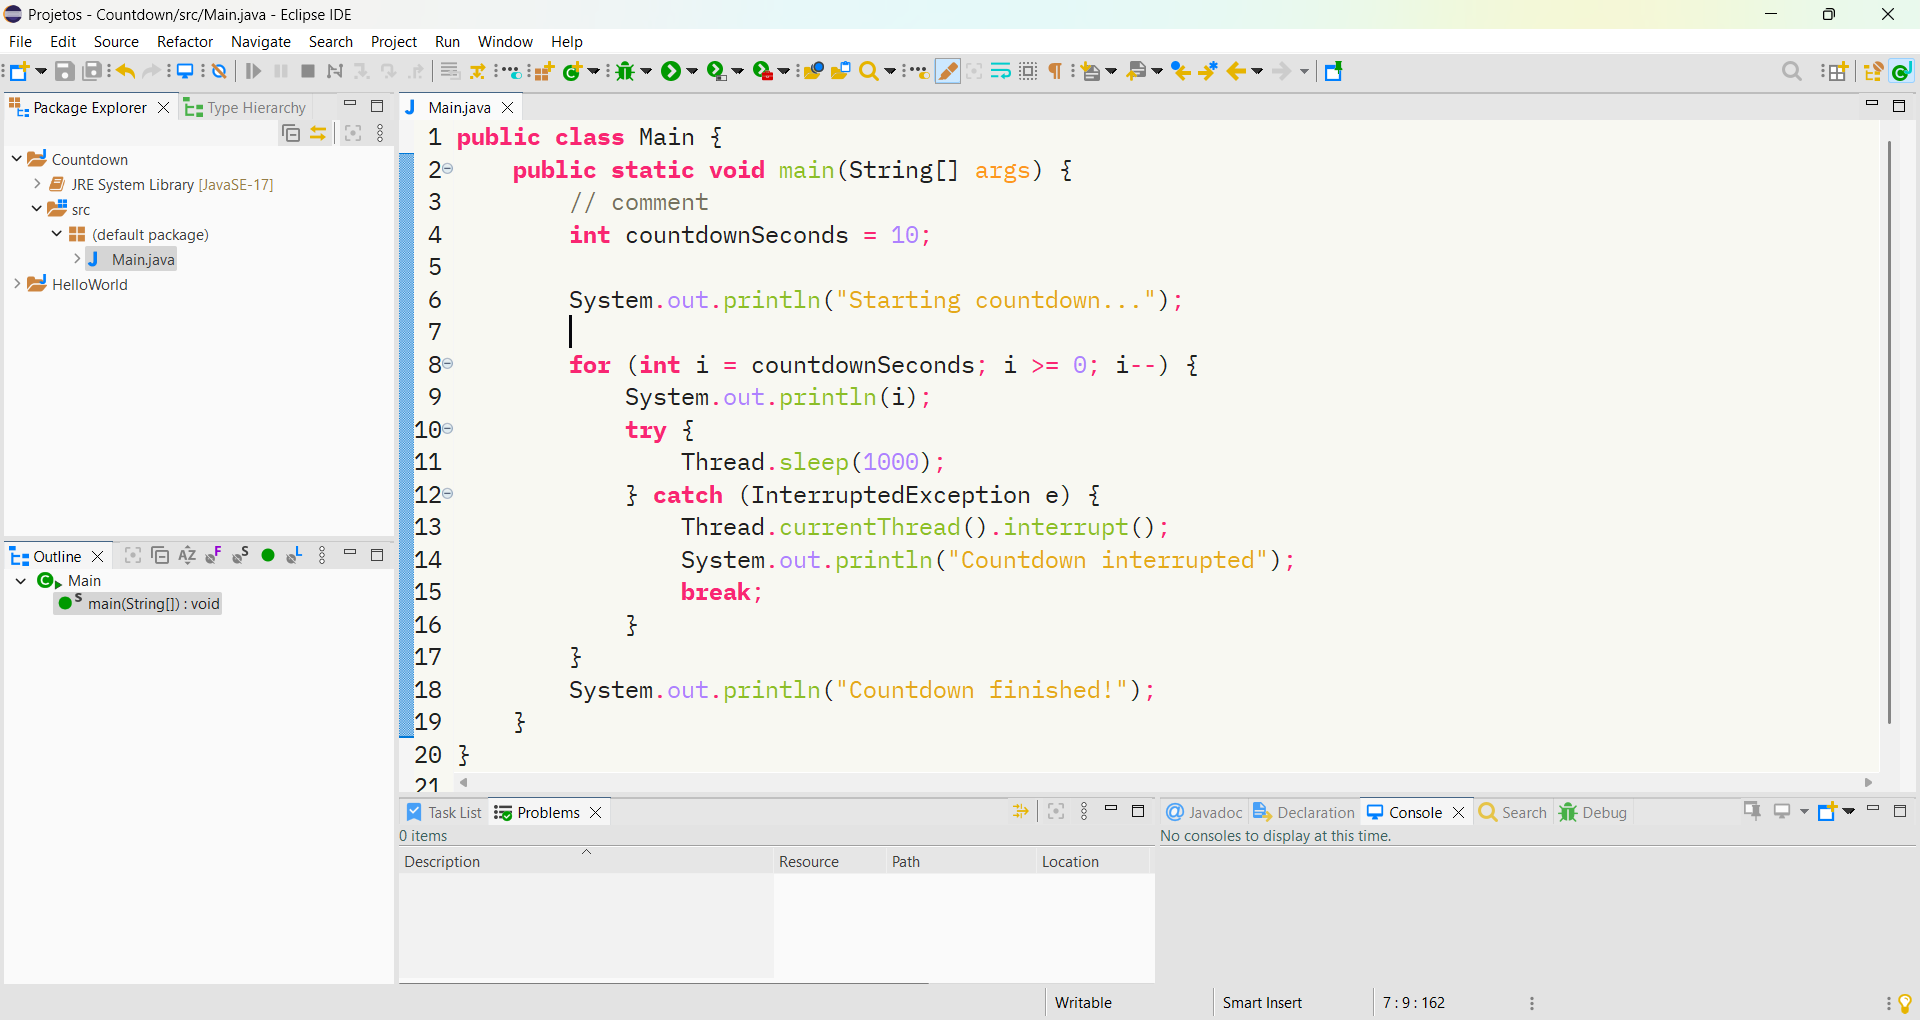 Projetos - Countdown/src/Main.java - Eclipse IDE
File Edit Source Refactor Navigate Search Project Run Window Help
Package Explorer
Type Hierarchy
Countdown
JRE System Library [JavaSE-17]
src
(default package)
Main.java
HelloWorld
Outline
Main
main(String[]) : void
Main.java
1 public class Main {
2 public static void main(String[] args) {
3 // comment
4 int countdownSeconds = 10;
5
6 System.out.println("Starting countdown...");
7
8 for (int i = countdownSeconds; i >= 0; i--) {
9 System.out.println(i);
10 try {
11 Thread.sleep(1000);
12 } catch (InterruptedException e) {
13 Thread.currentThread().interrupt();
14 System.out.println("Countdown interrupted");
15 break;
16 }
17 }
18 System.out.println("Countdown finished!");
19 }
20 }
21
Task List Problems
0 items
Description Resource Path Location
Javadoc Declaration Console Search Debug
No consoles to display at this time.
Writable Smart Insert 7 : 9 : 162